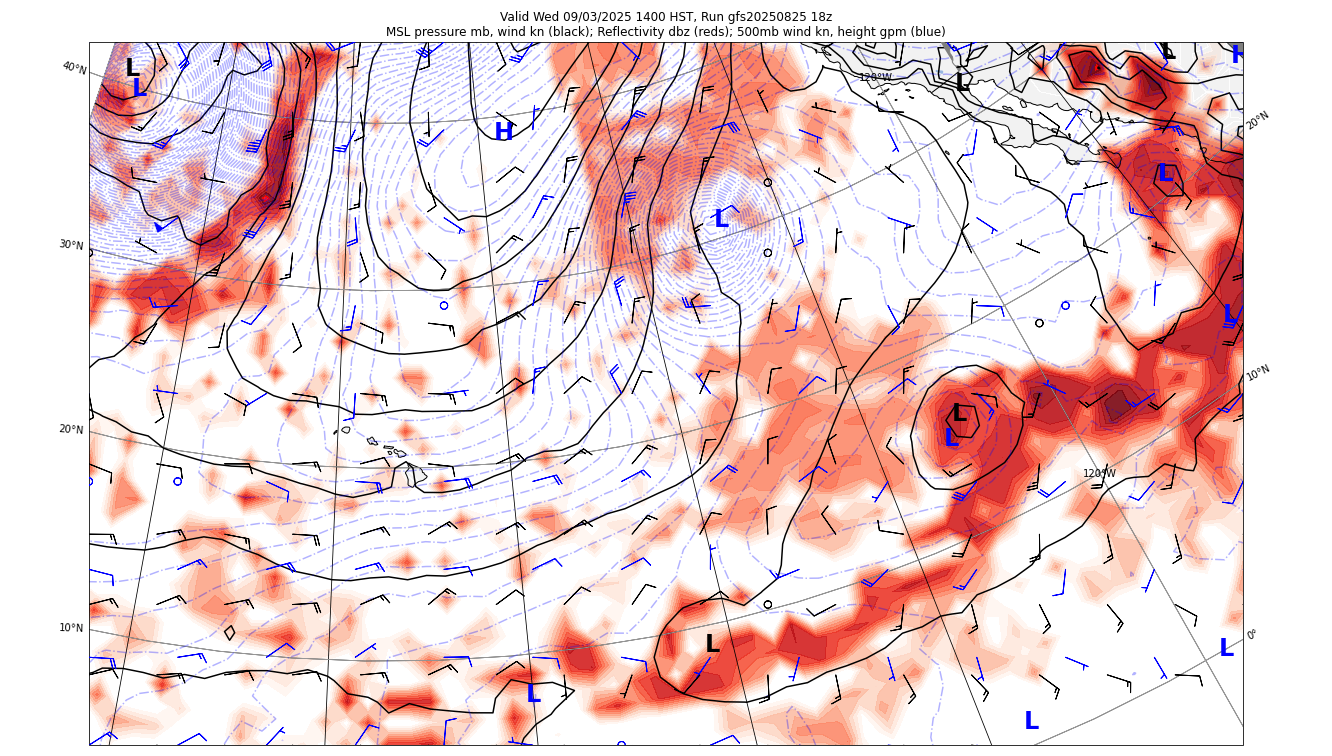 Valid Wed 09/03/2025 1400 HST, Run gfs20250825 18z
MSL pressure mb, wind kn (black); Reflectivity dbz (reds); 500mb wind kn, height gpm (blue)
L
L
H
40°N
L
L
120°W
H
20°N
L
L
30°N
L
10°N
L
L
20°N
120°W
10°N
L
0°
L
L
L